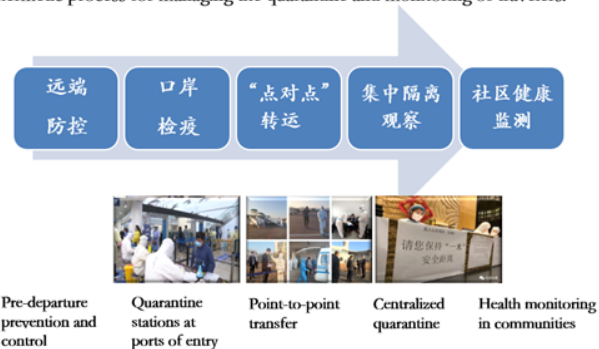 远端
防控
口岸
检疫
“点对点”
转运
集中隔离
观察
社区健康
监测
请您保持“一米”
安全距离
Pre-departure
prevention and
control
Quarantine
stations at
ports of entry
Point-to-point
transfer
Centralized
quarantine
Health monitoring
in communities